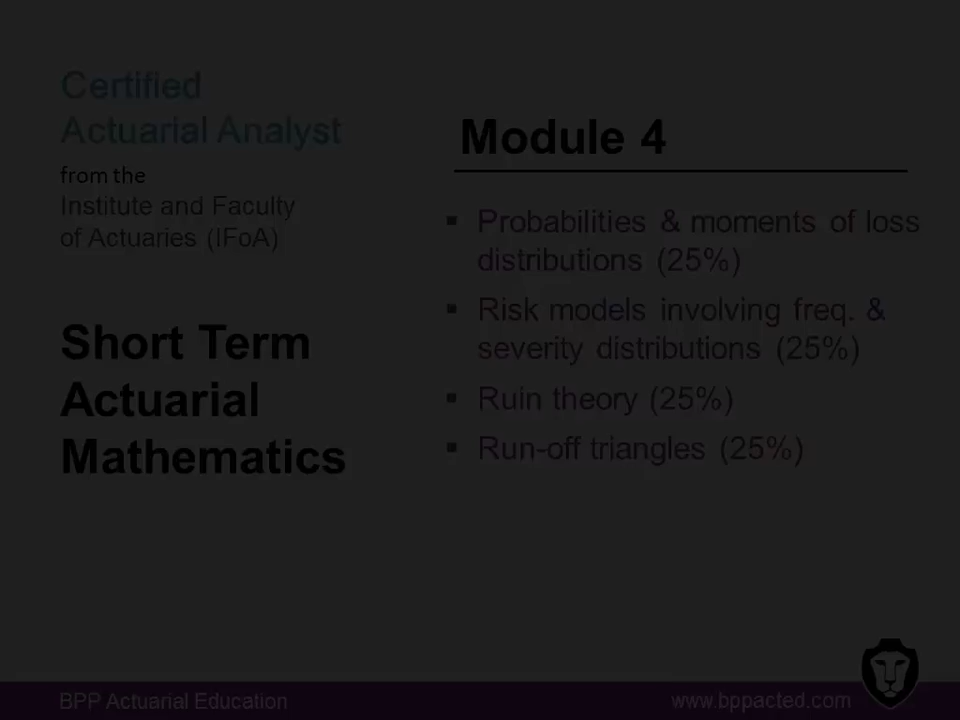 Certified
Actuarial Analyst
from the
Institute and Faculty
of Actuaries (IFoA)
Short Term
Actuarial
Mathematics
Module 4
▪ Probabilities & moments of loss
distributions (25%)
▪ Risk models involving freq. &
severity distributions (25%)
▪ Ruin theory (25%)
▪ Run-off triangles (25%)
BPP Actuarial Education
www.bppacted.com